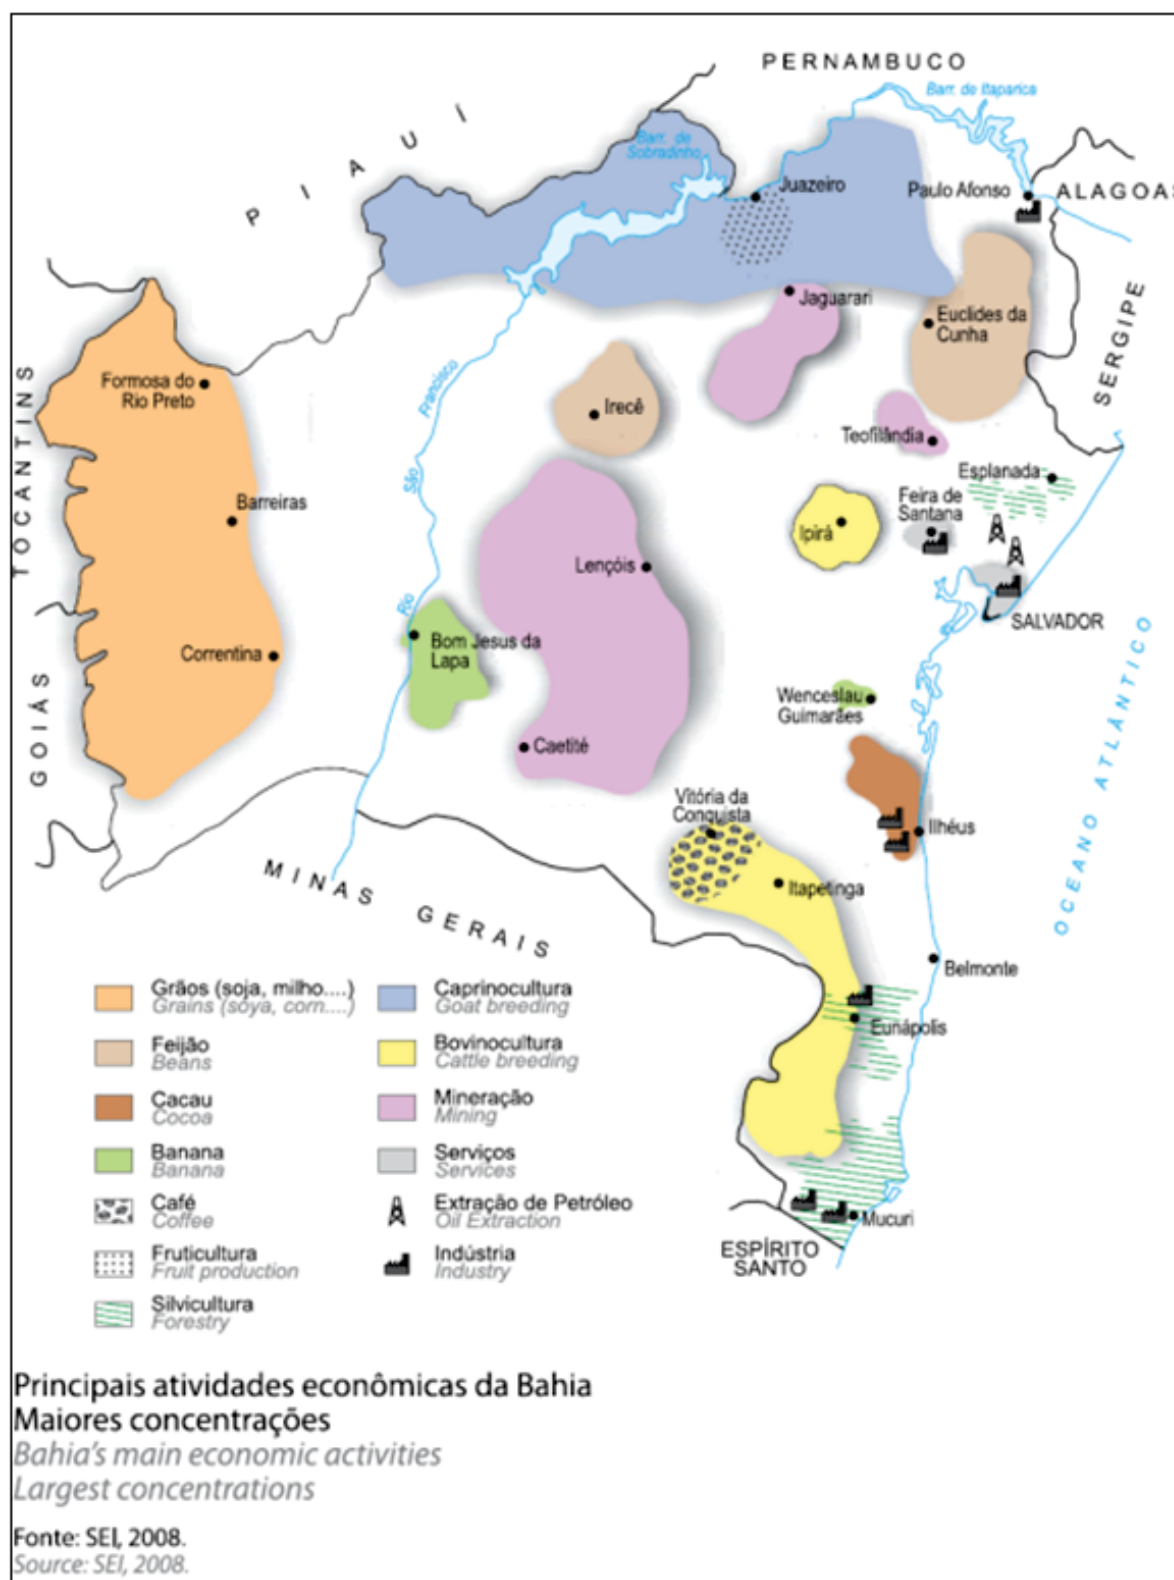 PERNAMBUCO
Barr. de Itaparica
PIAUÍ
Barr. de
Sobradinho
Juazeiro
Paulo Afonso
ALAGOAS
Jaguarari
Euclides da
Cunha
SERGIPE
Formosa do
Rio Preto
TOCANTINS
Irecê
Rio São Francisco
Teofilândia
Esplanada
Barreiras
Feira de
Santana
Ipirá
Lençóis
SALVADOR
Correntina
Bom Jesus da
Lapa
GOIÁS
Wenceslau
Guimarães
OCEANO ATLÂNTICO
Caetité
Vitória da
Conquista
Ilhéus
MINAS GERAIS
Itapetinga
Belmonte
Eunápolis
Mucuri
ESPÍRITO
SANTO
Grãos (soja, milho....)
Grains (soya, corn....)
Feijão
Beans
Cacau
Cocoa
Banana
Banana
Café
Coffee
Fruticultura
Fruit production
Silvicultura
Forestry
Caprinocultura
Goat breeding
Bovinocultura
Cattle breeding
Mineração
Mining
Serviços
Services
Extração de Petróleo
Oil Extraction
Indústria
Industry
Principais atividades econômicas da Bahia
Maiores concentrações
Bahia's main economic activities
Largest concentrations
Fonte: SEI, 2008.
Source: SEI, 2008.